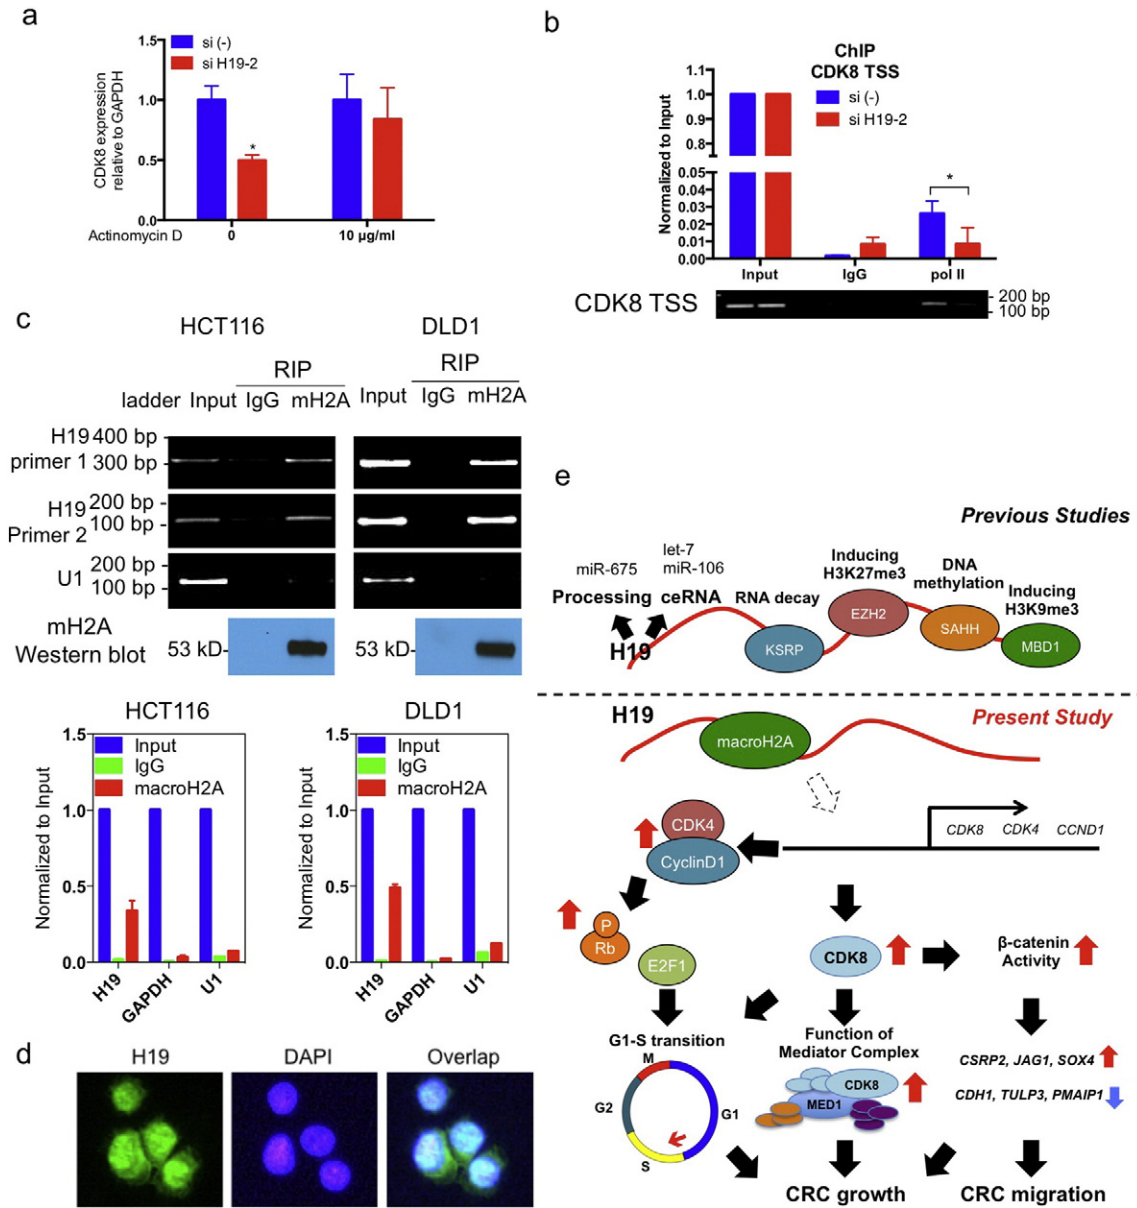 a
CDK8 expression
relative to GAPDH
1.5
1.0
0.5
0.0
si (-)
si H19-2
*
Actinomycin D
0
10 µg/ml
b
ChIP
CDK8 TSS
si (-)
si H19-2
Normalized to Input
1.1
1.0
0.9
0.8
0.05
0.04
0.03
0.02
0.01
0.00
*
Input
IgG
pol II
CDK8 TSS
- 200 bp
- 100 bp
c
HCT116
DLD1
RIP
RIP
ladder Input IgG mH2A
Input IgG mH2A
H19
primer 1
400 bp -
300 bp -
H19
Primer 2
200 bp -
100 bp -
U1
200 bp -
100 bp -
mH2A
Western blot
53 kD-
53 kD-
HCT116
Normalized to Input
1.5
1.0
0.5
0.0
Input
IgG
macroH2A
H19
GAPDH
U1
DLD1
Normalized to Input
1.5
1.0
0.5
0.0
Input
IgG
macroH2A
H19
GAPDH
U1
d
H19
DAPI
Overlap
e
Previous Studies
miR-675
let-7
miR-106
Processing
ceRNA
RNA decay
Inducing
H3K27me3
DNA
methylation
Inducing
H3K9me3
H19
KSRP
EZH2
SAHH
MBD1
H19
Present Study
macroH2A
CDK4
CyclinD1
CDK8 CDK4 CCND1
P
Rb
E2F1
CDK8
β-catenin
Activity
G1-S transition
M
G2
G1
S
Function of
Mediator Complex
CDK8
MED1
CSRP2, JAG1, SOX4
CDH1, TULP3, PMAIP1
CRC growth
CRC migration